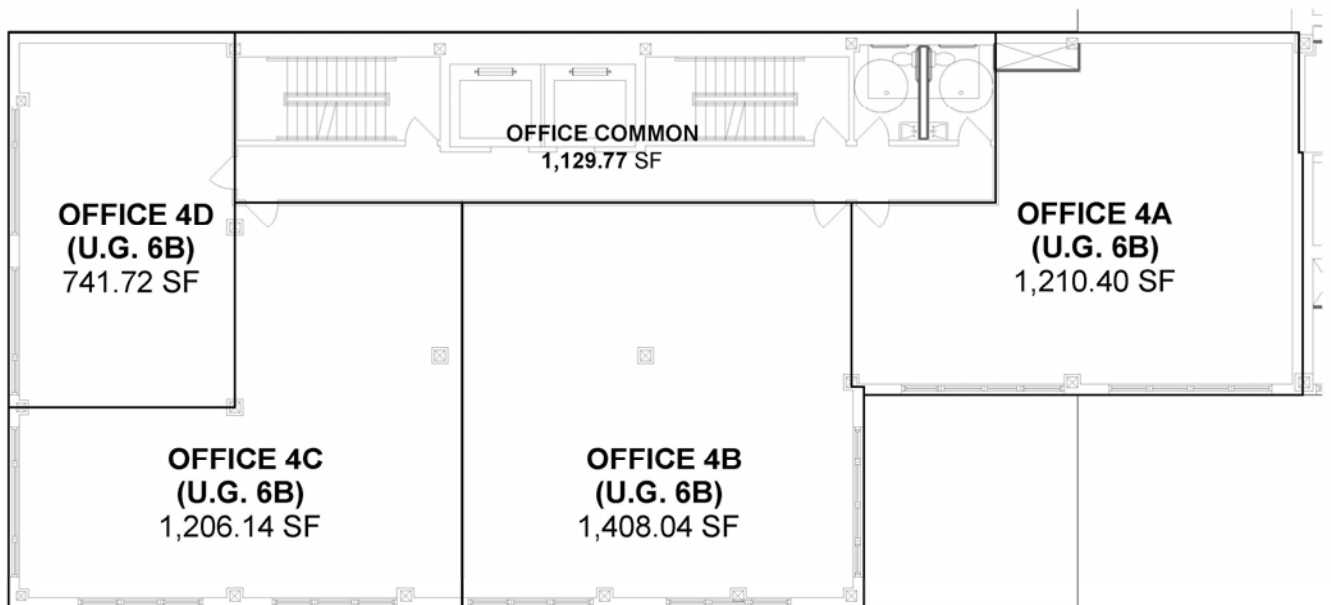 OFFICE COMMON
1,129.77 SF
OFFICE 4D
(U.G. 6B)
741.72 SF
OFFICE 4A
(U.G. 6B)
1,210.40 SF
OFFICE 4C
(U.G. 6B)
1,206.14 SF
OFFICE 4B
(U.G. 6B)
1,408.04 SF